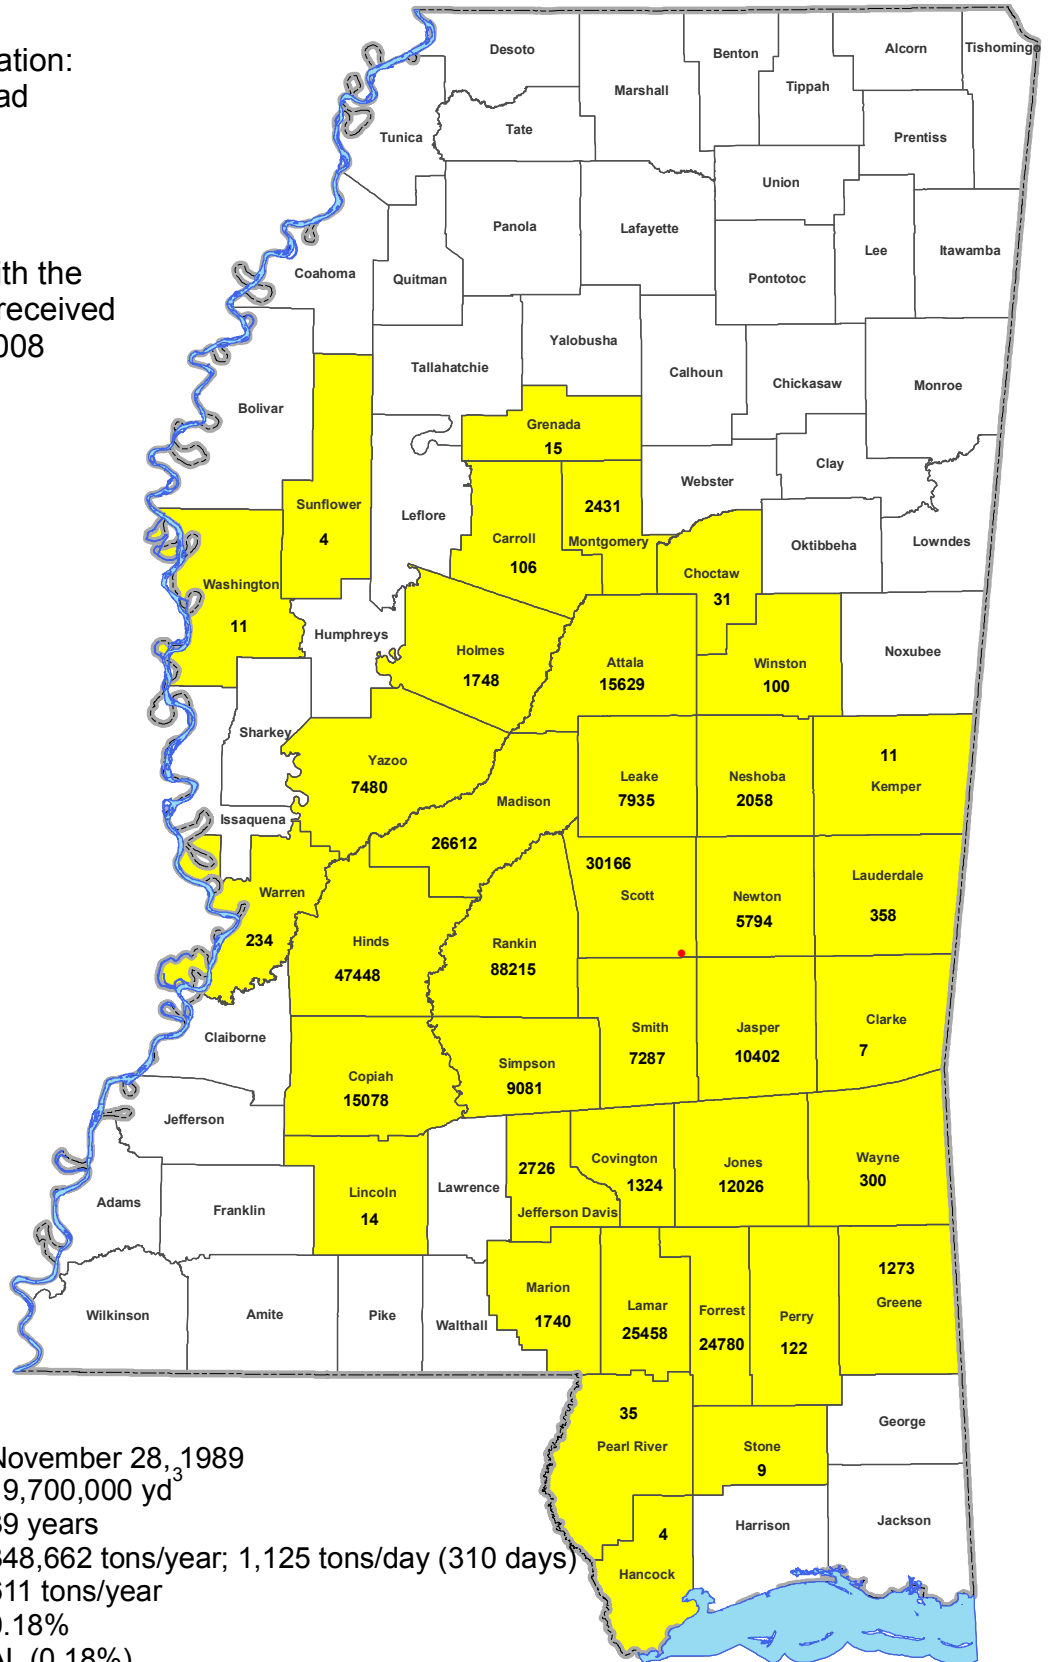 ation:
ad
ith the
received
008
Desoto
Benton
Alcorn
Tishomingo
Marshall
Tippah
Tunica
Tate
Prentiss
Union
Panola
Lafayette
Lee
Itawamba
Coahoma
Quitman
Pontotoc
Yalobusha
Tallahatchie
Calhoun
Chickasaw
Monroe
Bolivar
Grenada
15
Clay
Webster
Sunflower
4
Leflore
Carroll
106
2431
Montgomery
Oktibbeha
Lowndes
Choctaw
31
Washington
11
Humphreys
Holmes
1748
Attala
15629
Winston
100
Noxubee
Sharkey
Yazoo
7480
Madison
26612
Leake
7935
Neshoba
2058
11
Kemper
Issaquena
30166
Scott
Newton
5794
Lauderdale
358
Warren
234
Hinds
47448
Rankin
88215
Claiborne
Smith
7287
Jasper
10402
Clarke
7
Copiah
15078
Simpson
9081
Jefferson
Adams
Franklin
Lincoln
14
Lawrence
2726
Jefferson Davis
Covington
1324
Jones
12026
Wayne
300
Wilkinson
Amite
Pike
Walthall
Marion
1740
Lamar
25458
Forrest
24780
Perry
122
1273
Greene
35
Pearl River
Stone
9
George
4
Hancock
Harrison
Jackson
November 28, 1989
9,700,000 yd3
39 years
348,662 tons/year; 1,125 tons/day (310 days)
611 tons/year
0.18%
AL (0.18%)